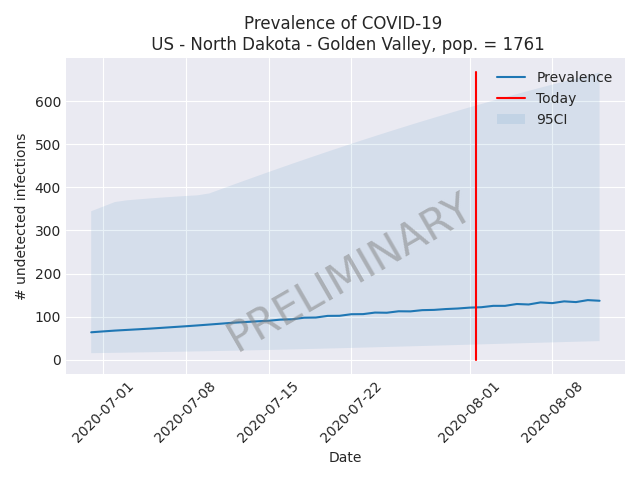 Prevalence of COVID-19
US - North Dakota - Golden Valley, pop. = 1761
Prevalence
Today
95CI
600
500
400
300
200
100
0
# undetected infections
PRELIMINARY
2020-07-01
2020-07-08
2020-07-15
2020-07-22
2020-08-01
2020-08-08
Date